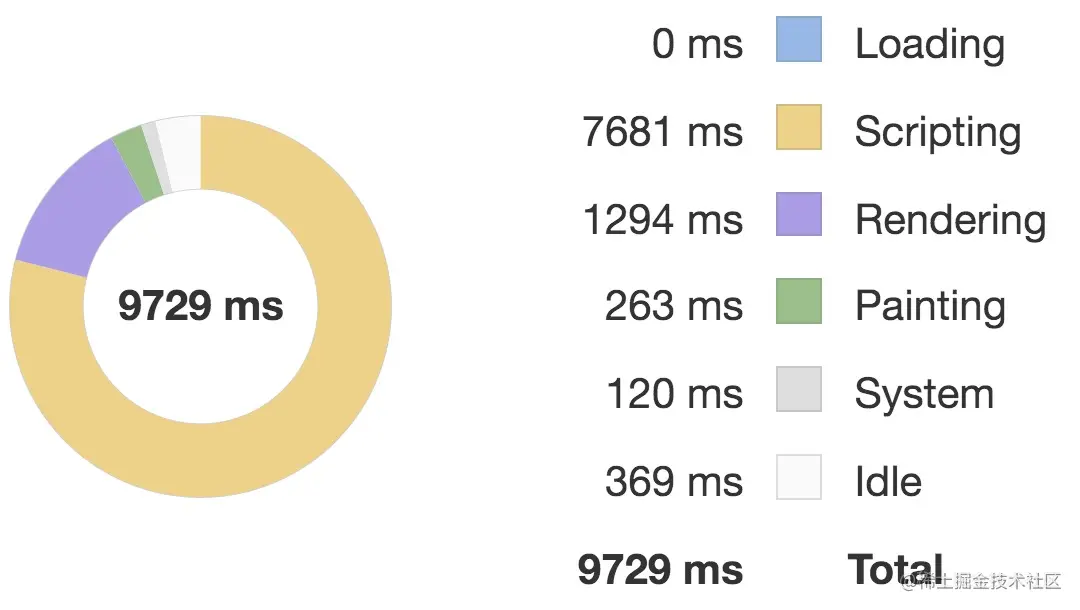 0 ms Loading
7681 ms Scripting
1294 ms Rendering
9729 ms
263 ms Painting
120 ms System
369 ms Idle
9729 ms Total
@稀土掘金技术社区